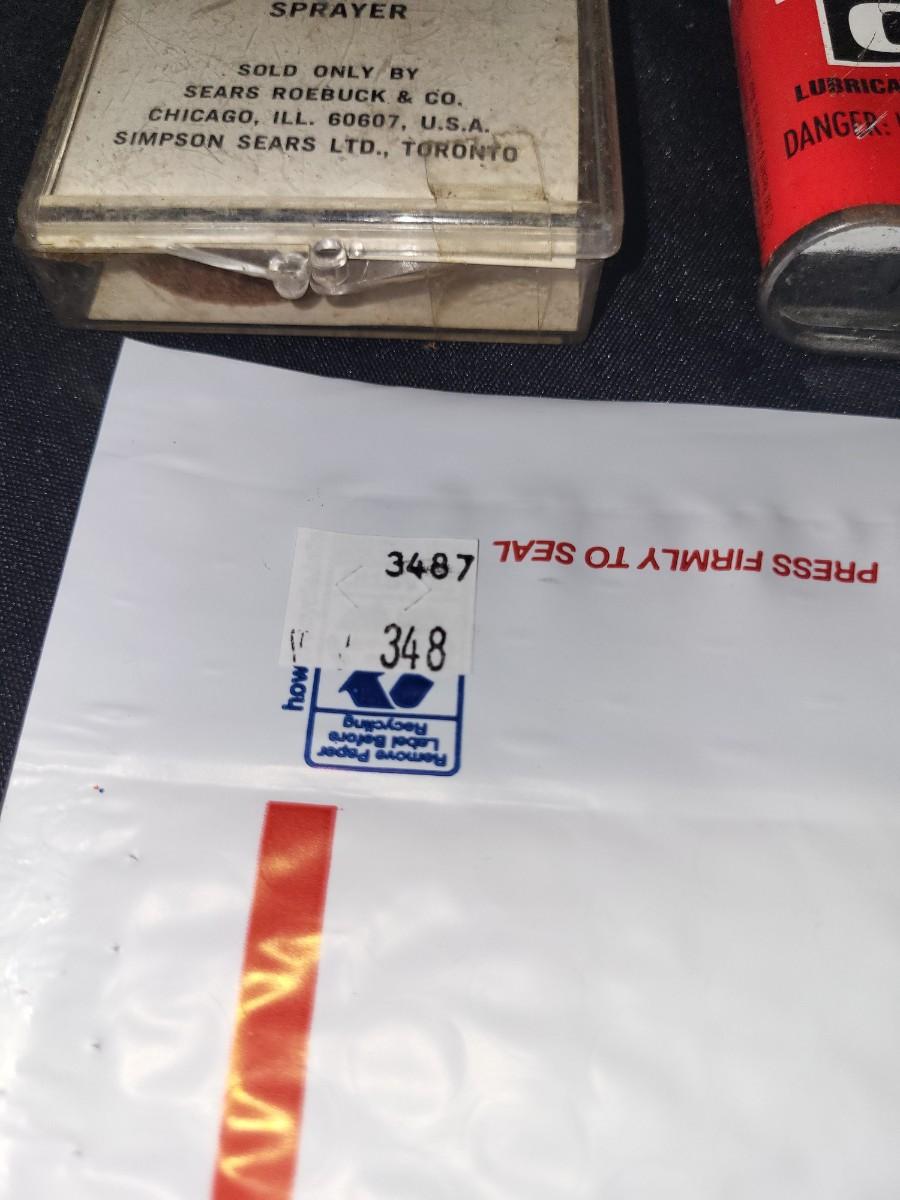 SPRAYER
SOLD ONLY BY
SEARS ROEBUCK & CO.
CHICAGO, ILL. 60607, U.S.A.
SIMPSON SEARS LTD., TORONTO
LUBRICA
DANGER:
PRESS FIRMLY TO SEAL
3487
348
how
Remove Paper
Label Before
Recycling